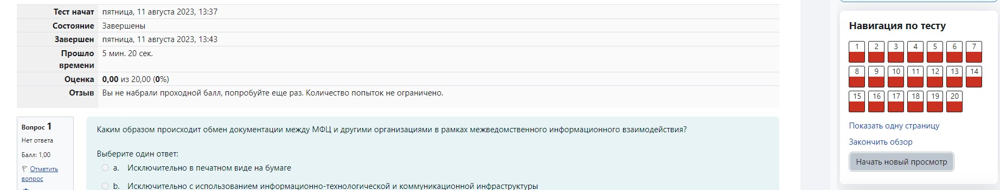 Тест начат пятница, 11 августа 2023, 13:37
Состояние Завершены
Завершен пятница, 11 августа 2023, 13:43
Прошло времени 5 мин. 20 сек.
Оценка 0,00 из 20,00 (0%)
Отзыв Вы не набрали проходной балл, попробуйте еще раз. Количество попыток не ограничено.
Вопрос 1
Нет ответа
Балл: 1,00
Отметить
вопрос
Каким образом происходит обмен документации между МФЦ и другими организациями в рамках межведомственного информационного взаимодействия?
Выберите один ответ:
a. Исключительно в печатном виде на бумаге
b. Исключительно с использованием информационно-технологической и коммуникационной инфраструктуры
Навигация по тесту
1 2 3 4 5 6 7
8 9 10 11 12 13 14
15 16 17 18 19 20
Показать одну страницу
Закончить обзор
Начать новый просмотр